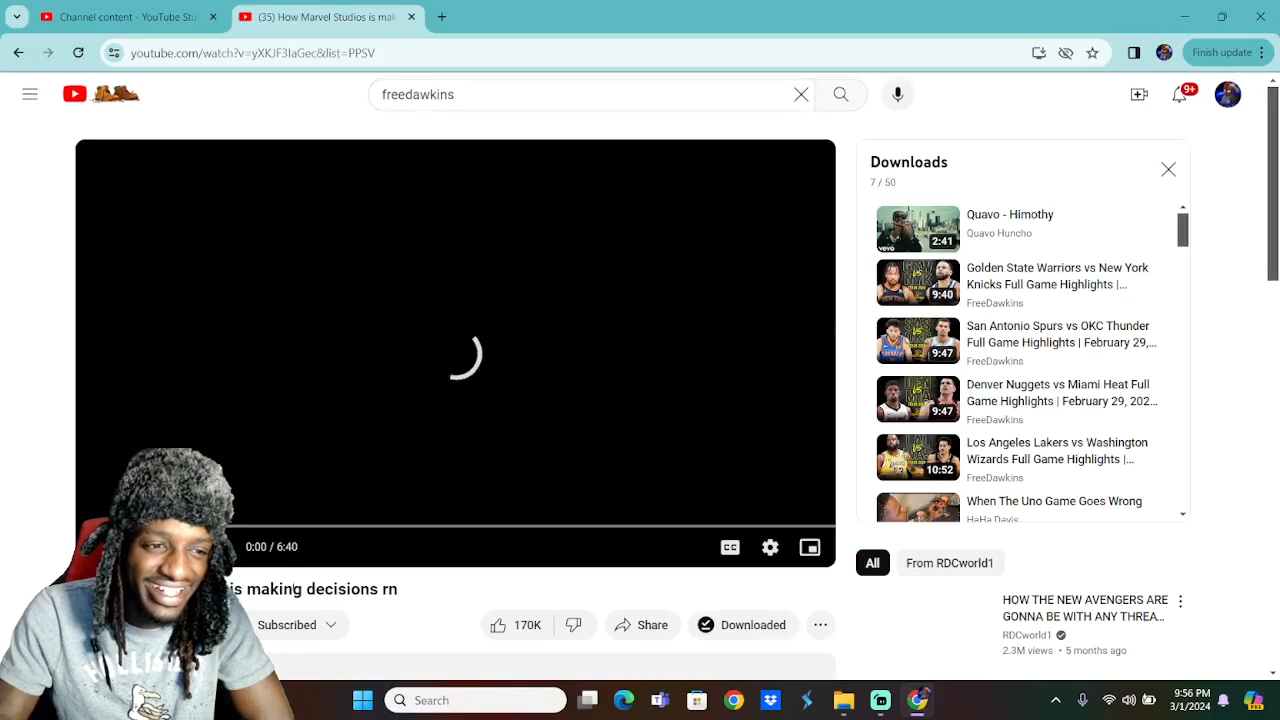 Channel content - YouTube Stu
(35) How Marvel Studios is mak
youtube.com/watch?v=yXKJF3IaGec&list=PPSV
Finish update
freedawkins
9+
Downloads
7 / 50
2:41
Quavo - Himothy
Quavo Huncho
9:40
Golden State Warriors vs New York
Knicks Full Game Highlights |...
FreeDawkins
9:47
San Antonio Spurs vs OKC Thunder
Full Game Highlights | February 29,...
FreeDawkins
9:47
Denver Nuggets vs Miami Heat Full
Game Highlights | February 29, 202...
FreeDawkins
10:52
Los Angeles Lakers vs Washington
Wizards Full Game Highlights |...
FreeDawkins
When The Uno Game Goes Wrong
HaHa Davis
0:00 / 6:40
CC
is making decisions rn
Subscribed
170K
Share
Downloaded
All
From RDCworld1
HOW THE NEW AVENGERS ARE
GONNA BE WITH ANY THREA...
RDCworld1
2.3M views • 5 months ago
Search
9:56 PM
3/1/2024